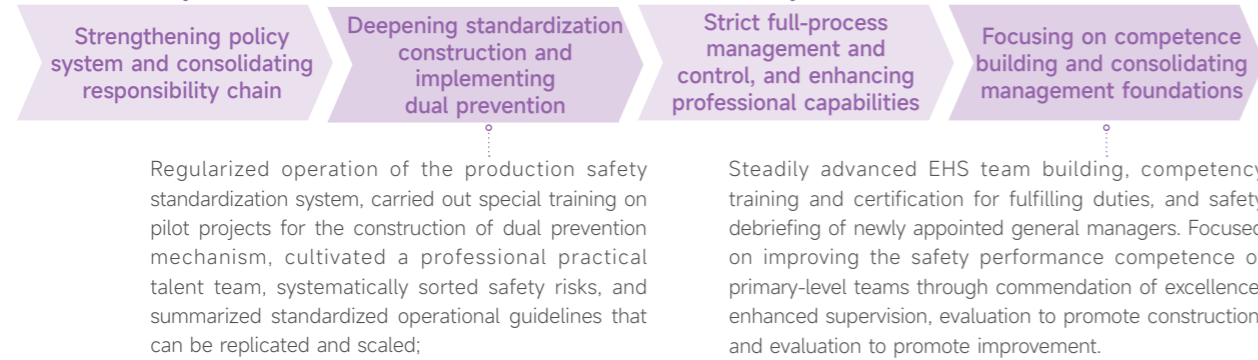 Strengthening policy
system and consolidating
responsibility chain
Deepening standardization
construction and
implementing
dual prevention
Strict full-process
management and
control, and enhancing
professional capabilities
Focusing on competence
building and consolidating
management foundations
Regularized operation of the production safety
standardization system, carried out special training on
pilot projects for the construction of dual prevention
mechanism, cultivated a professional practical
talent team, systematically sorted safety risks, and
summarized standardized operational guidelines that
can be replicated and scaled;
Steadily advanced EHS team building, competency
training and certification for fulfilling duties, and safety
debriefing of newly appointed general managers. Focused
on improving the safety performance competence
primary-level teams through commendation of excellence
enhanced supervision, evaluation to promote construction
and evaluation to promote improvement.